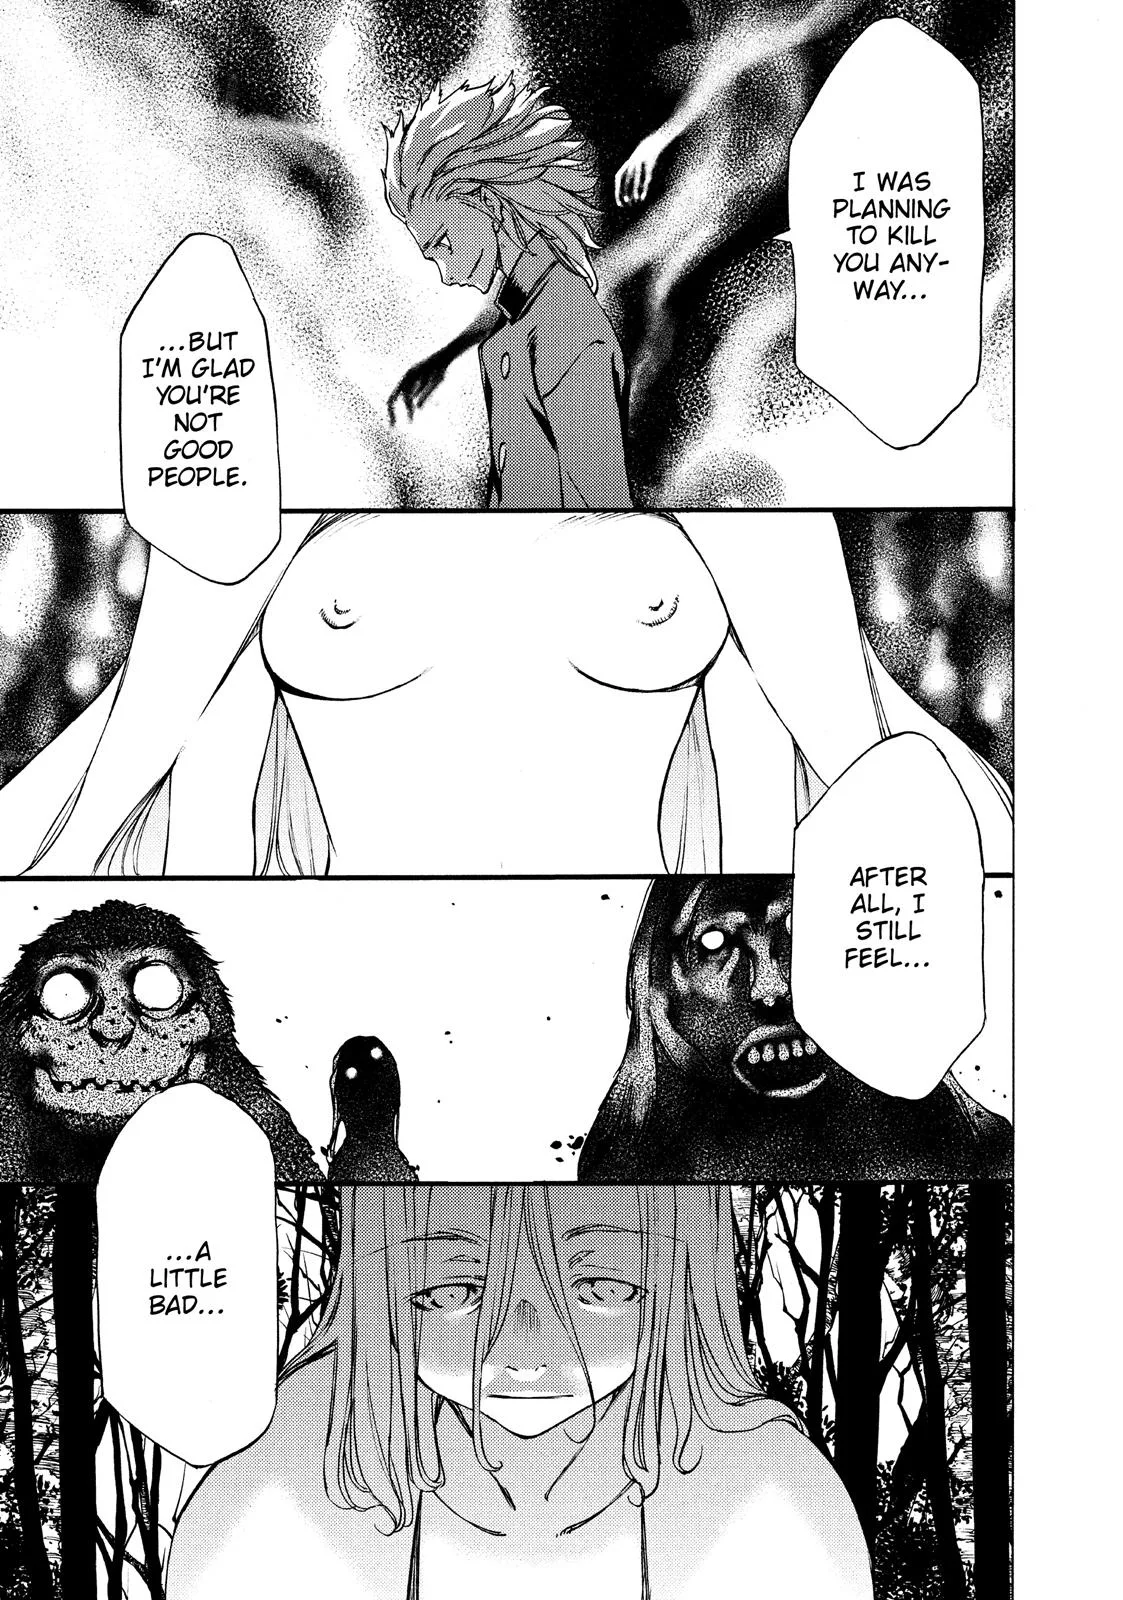 I WAS
PLANNING
TO KILL
YOU ANY-
WAY...
...BUT
I'M GLAD
YOU'RE
NOT
GOOD
PEOPLE.
AFTER
ALL, I
STILL
FEEL...
...A
LITTLE
BAD...